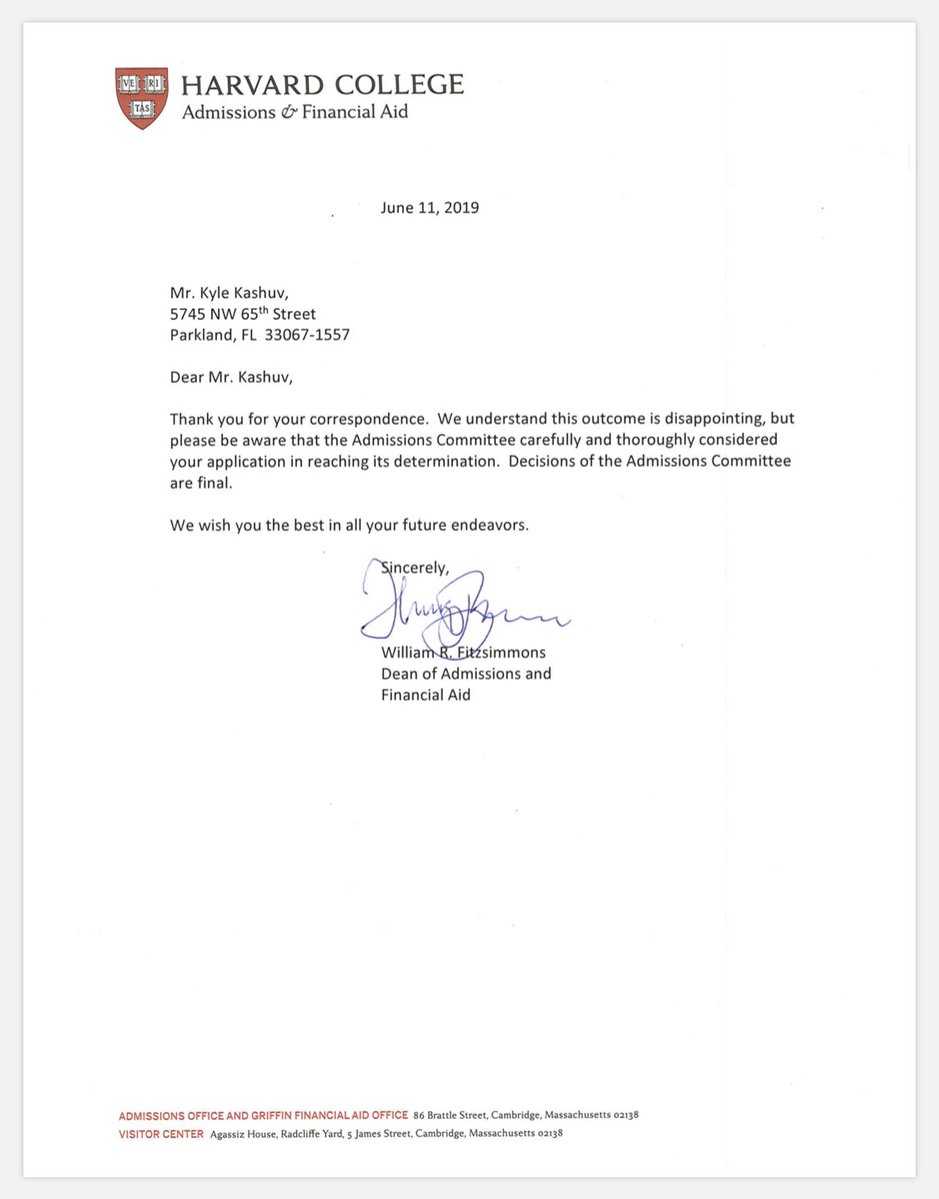 VE RI
TAS
HARVARD COLLEGE
Admissions & Financial Aid
June 11, 2019
Mr. Kyle Kashuv,
5745 NW 65th Street
Parkland, FL 33067-1557
Dear Mr. Kashuv,
Thank you for your correspondence. We understand this outcome is disappointing, but
please be aware that the Admissions Committee carefully and thoroughly considered
your application in reaching its determination. Decisions of the Admissions Committee
are final.
We wish you the best in all your future endeavors.
Sincerely,
William R. Fitzsimmons
Dean of Admissions and
Financial Aid
ADMISSIONS OFFICE AND GRIFFIN FINANCIAL AID OFFICE 86 Brattle Street, Cambridge, Massachusetts 02138
VISITOR CENTER Agassiz House, Radcliffe Yard, 5 James Street, Cambridge, Massachusetts 02138